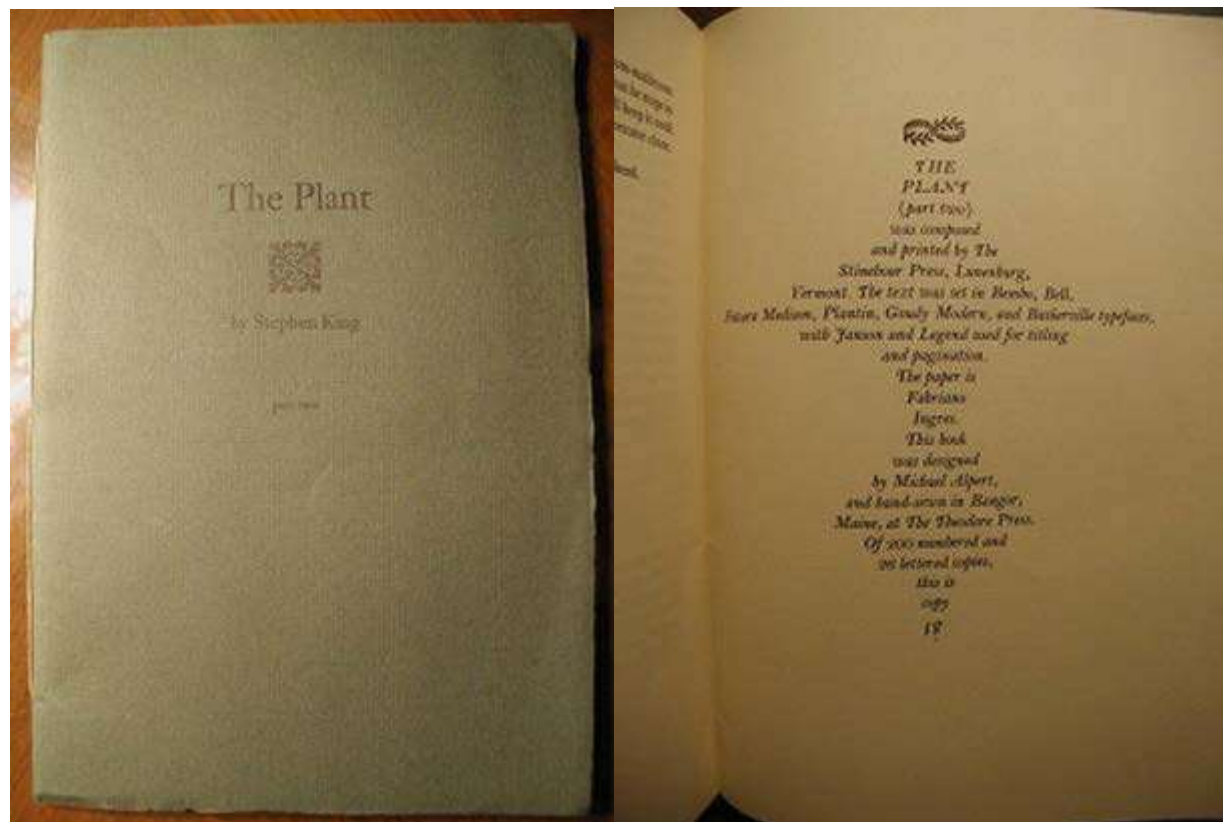 The Plant
by Stephen King
part two
THE
PLANT
(part two)
was composed
and printed by The
Stinehour Press, Lunenburg,
Vermont. The text was set in Bembo, Bell,
Medium, Plantin, Goudy Modern, and Baskerville typefaces,
with Janson and Legend used for titling
and pagination.
The paper is
Fabriano
Ingres.
This book
was designed
by Michael Alpert,
and hand-sewn in Bangor,
Maine, at The Theodore Press.
Of 200 numbered and
lettered copies,
this is
copy
18